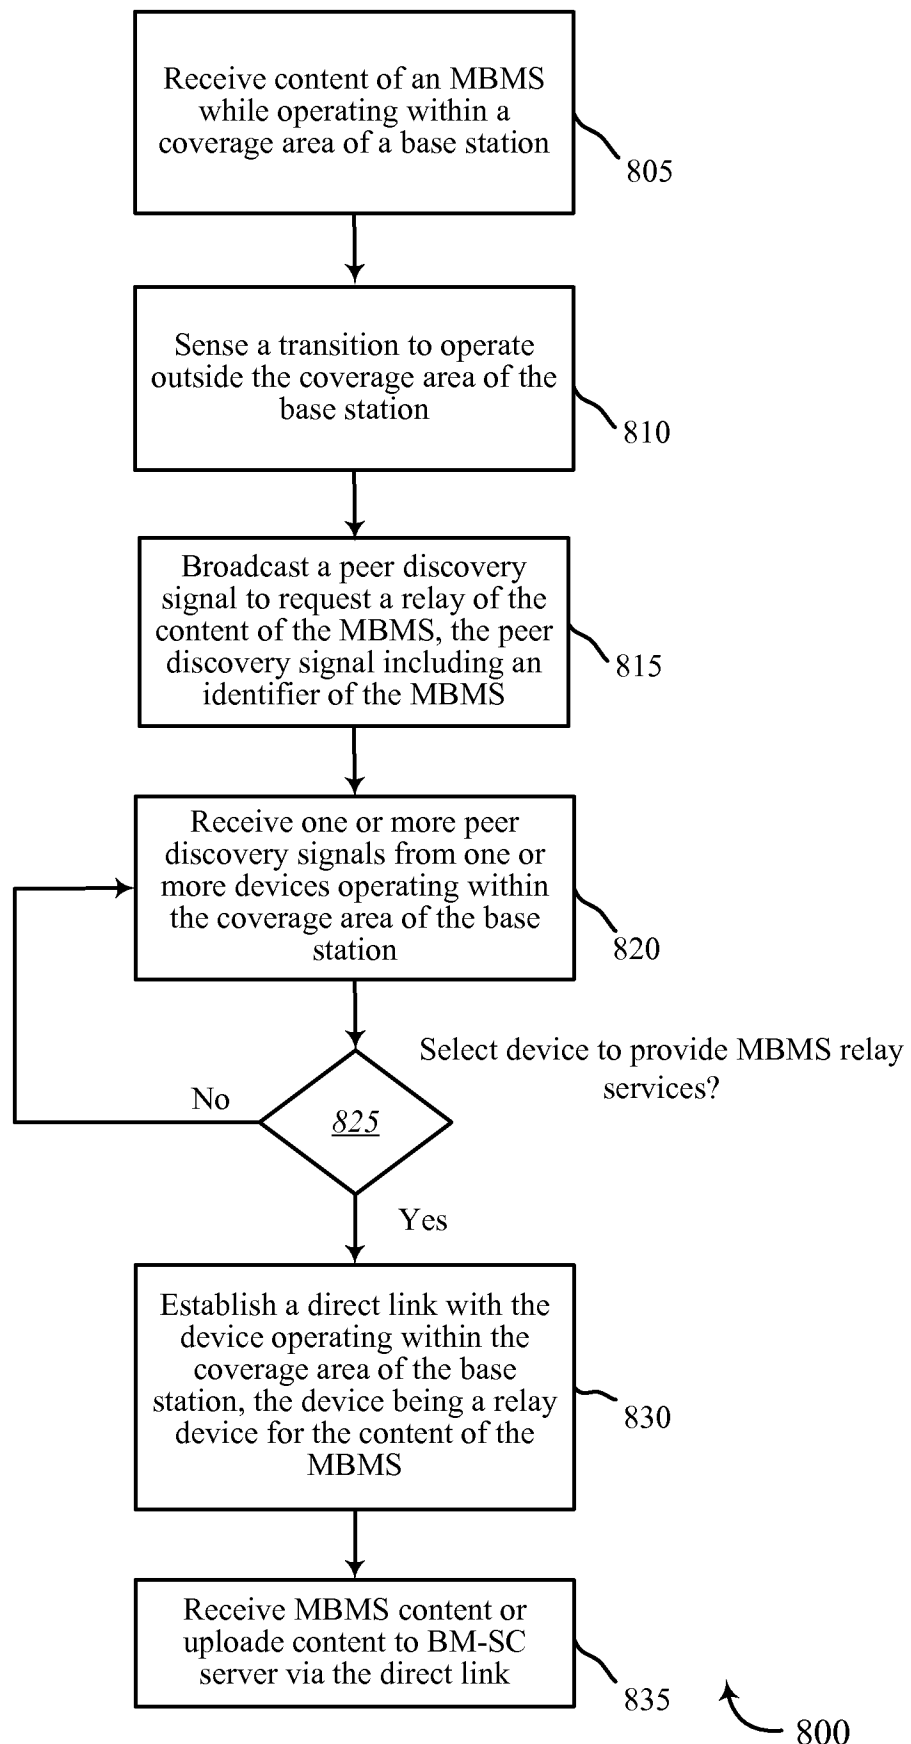 Receive content of an MBMS
while operating within a
coverage area of a base station
805
Sense a transition to operate
outside the coverage area of the
base station
810
Broadcast a peer discovery
signal to request a relay of the
content of the MBMS, the peer
discovery signal including an
identifier of the MBMS
815
Receive one or more peer
discovery signals from one or
more devices operating within
the coverage area of the base
station
820
Select device to provide MBMS relay
services?
No
825
Yes
Establish a direct link with the
device operating within the
coverage area of the base
station, the device being a relay
device for the content of the
MBMS
830
Receive MBMS content or
uploade content to BM-SC
server via the direct link
835
800